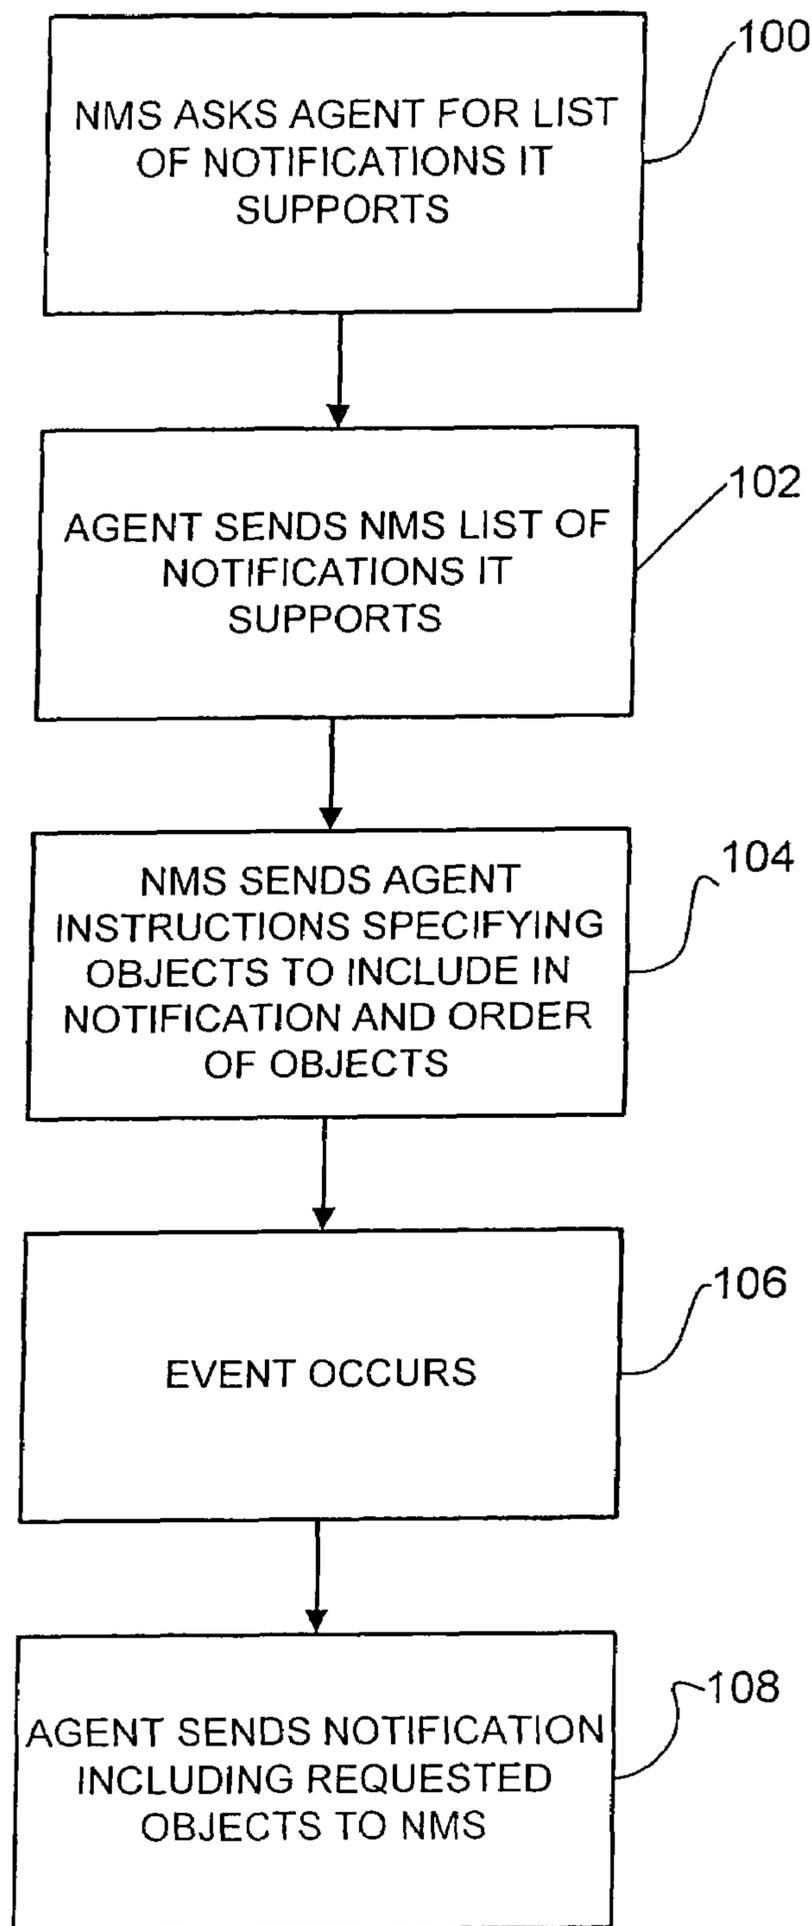 100
NMS ASKS AGENT FOR LIST
OF NOTIFICATIONS IT
SUPPORTS
102
AGENT SENDS NMS LIST OF
NOTIFICATIONS IT
SUPPORTS
104
NMS SENDS AGENT
INSTRUCTIONS SPECIFYING
OBJECTS TO INCLUDE IN
NOTIFICATION AND ORDER
OF OBJECTS
106
EVENT OCCURS
108
AGENT SENDS NOTIFICATION
INCLUDING REQUESTED
OBJECTS TO NMS